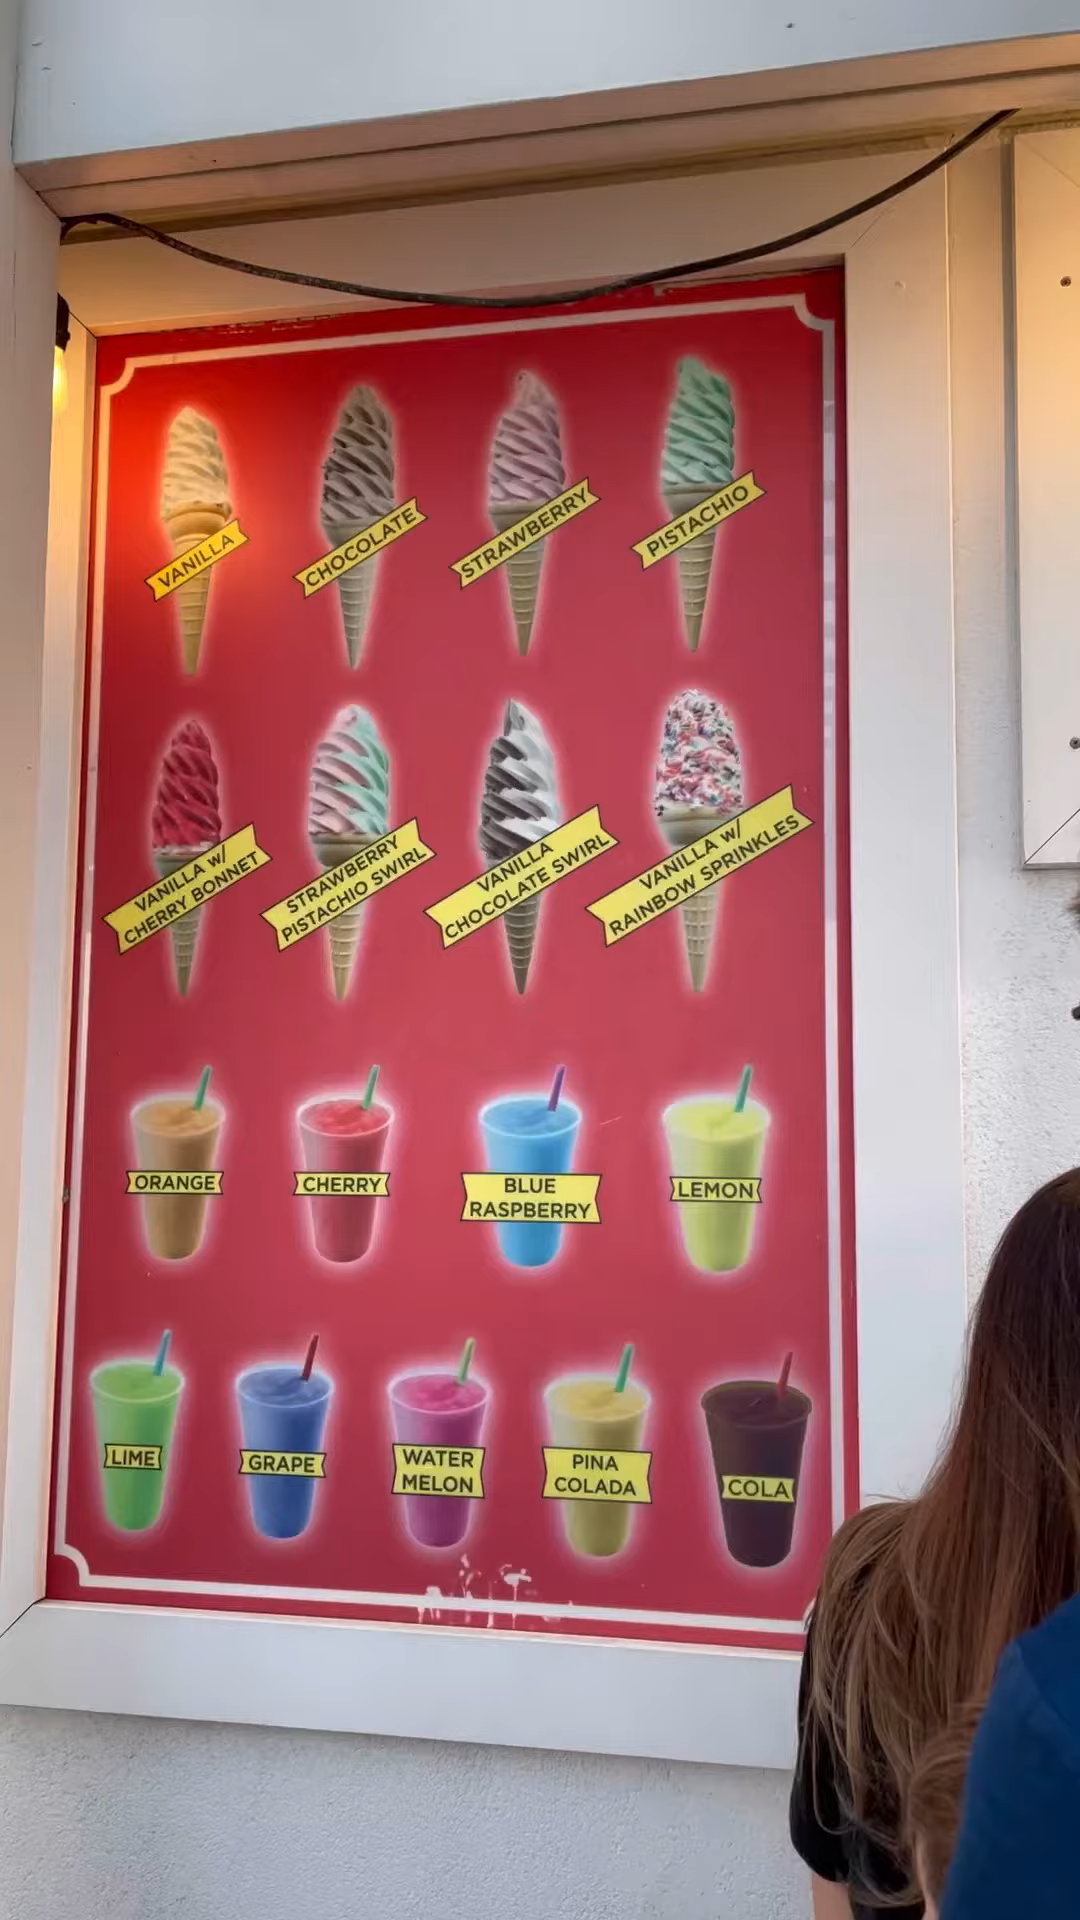 VANILLA
CHOCOLATE
STRAWBERRY
PISTACHIO
VANILLA W/
CHERRY BONNET
STRAWBERRY
PISTACHIO SWIRL
VANILLA
CHOCOLATE SWIRL
VANILLA W/
RAINBOW SPRINKLES
ORANGE
CHERRY
BLUE
RASPBERRY
LEMON
LIME
GRAPE
WATER
MELON
PINA
COLADA
COLA